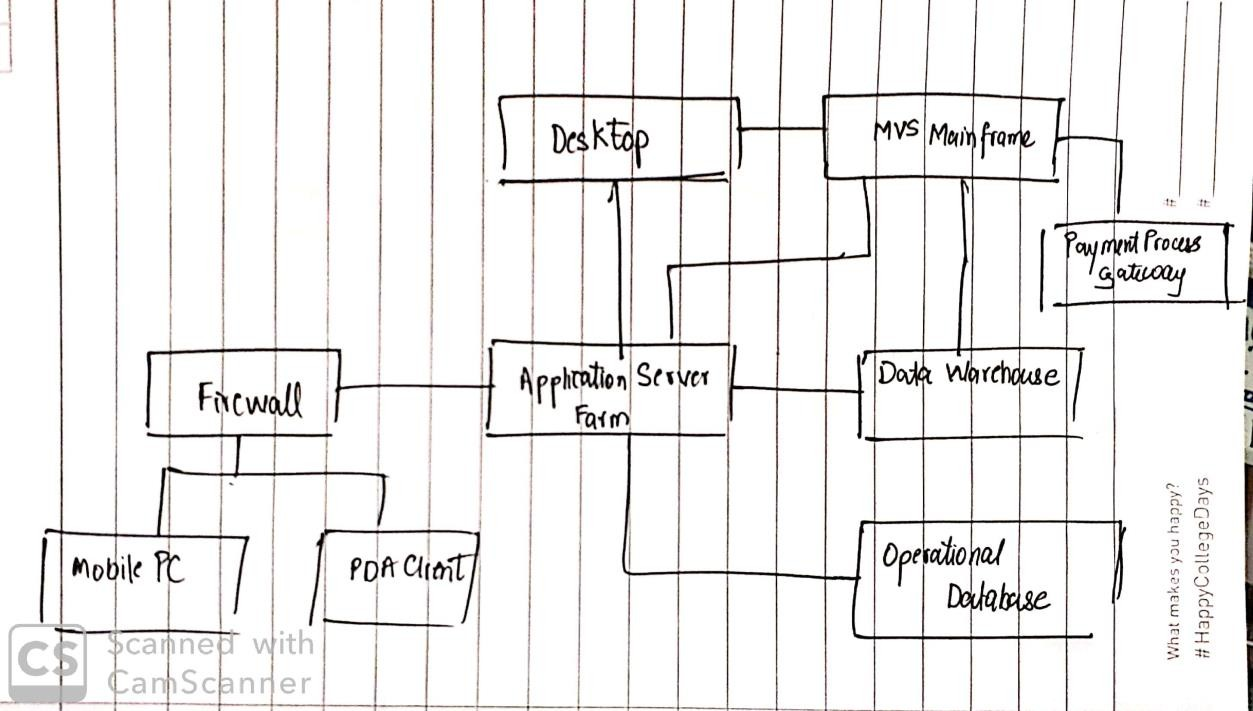 Desktop
MVS Mainframe
Payment Process
Gateway
Firewall
Application Server
Farm
Data Warehouse
Mobile PC
PDA Client
Operational
Database
#
#
# HappyCollegeDays
What makes you happy?
CS
Scanned with
CamScanner